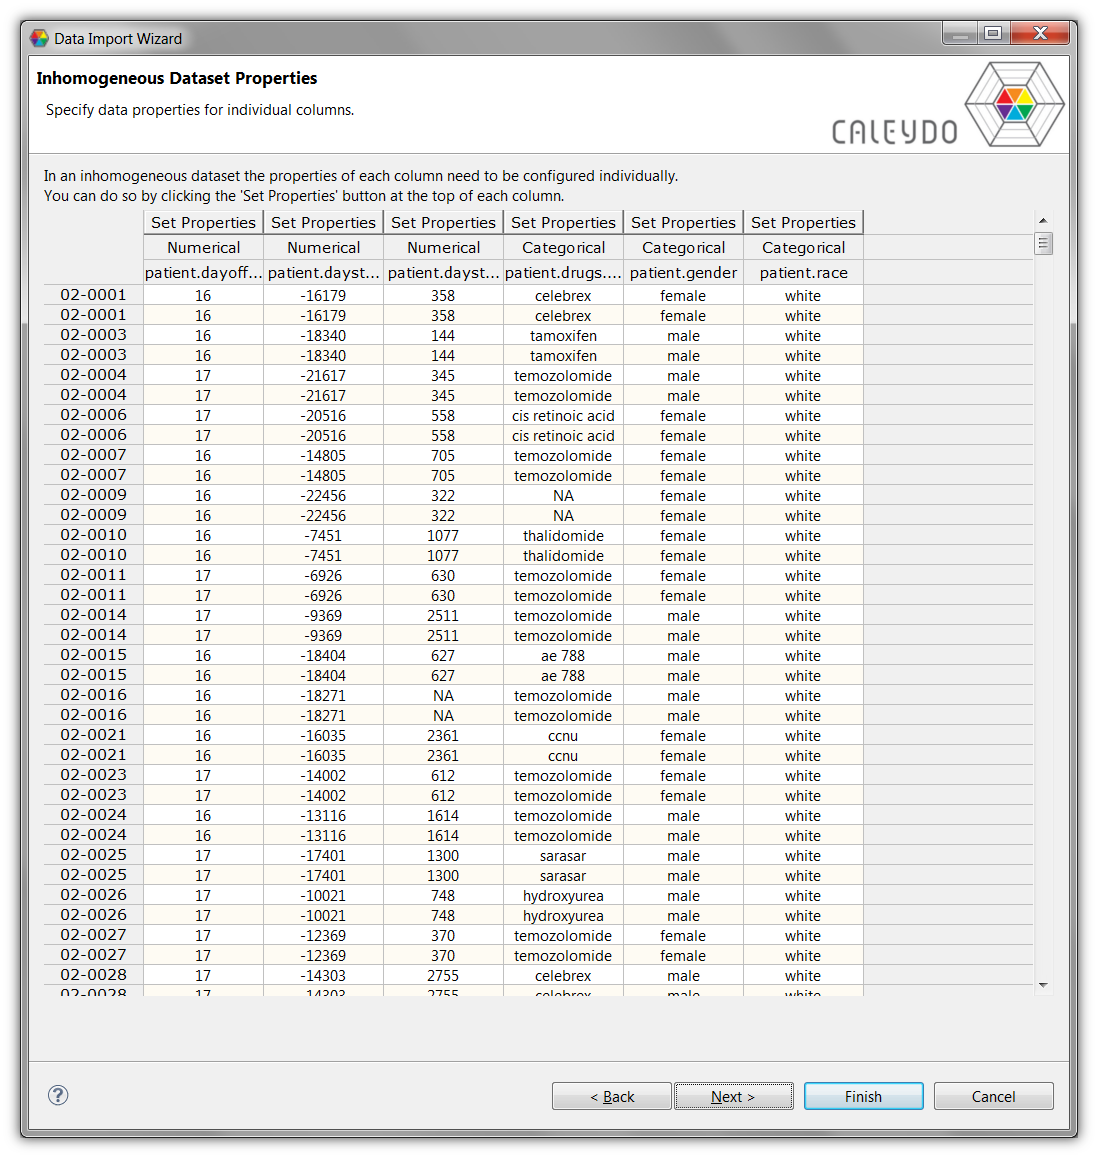 Data Import Wizard
Inhomogeneous Dataset Properties
Specify data properties for individual columns.
CALEYDO
In an inhomogeneous dataset the properties of each column need to be configured individually.
You can do so by clicking the 'Set Properties' button at the top of each column.
Set Properties Set Properties Set Properties Set Properties Set Properties Set Properties
Numerical Numerical Numerical Categorical Categorical Categorical
patient.dayoff... patient.dayst... patient.dayst... patient.drugs.... patient.gender patient.race
02-0001 16 -16179 358 celebrex female white
02-0001 16 -16179 358 celebrex female white
02-0003 16 -18340 144 tamoxifen male white
02-0003 16 -18340 144 tamoxifen male white
02-0004 17 -21617 345 temozolomide male white
02-0004 17 -21617 345 temozolomide male white
02-0006 17 -20516 558 cis retinoic acid female white
02-0006 17 -20516 558 cis retinoic acid female white
02-0007 16 -14805 705 temozolomide female white
02-0007 16 -14805 705 temozolomide female white
02-0009 16 -22456 322 NA female white
02-0009 16 -22456 322 NA female white
02-0010 16 -7451 1077 thalidomide female white
02-0010 16 -7451 1077 thalidomide female white
02-0011 17 -6926 630 temozolomide female white
02-0011 17 -6926 630 temozolomide female white
02-0014 17 -9369 2511 temozolomide male white
02-0014 17 -9369 2511 temozolomide male white
02-0015 16 -18404 627 ae 788 male white
02-0015 16 -18404 627 ae 788 male white
02-0016 16 -18271 NA temozolomide male white
02-0016 16 -18271 NA temozolomide male white
02-0021 16 -16035 2361 ccnu female white
02-0021 16 -16035 2361 ccnu female white
02-0023 17 -14002 612 temozolomide female white
02-0023 17 -14002 612 temozolomide female white
02-0024 16 -13116 1614 temozolomide male white
02-0024 16 -13116 1614 temozolomide male white
02-0025 17 -17401 1300 sarasar male white
02-0025 17 -17401 1300 sarasar male white
02-0026 17 -10021 748 hydroxyurea male white
02-0026 17 -10021 748 hydroxyurea male white
02-0027 17 -12369 370 temozolomide female white
02-0027 17 -12369 370 temozolomide female white
02-0028 17 -14303 2755 celebrex male white
02-0028 17 -14303 2755 celebrex male white
? < Back Next > Finish Cancel